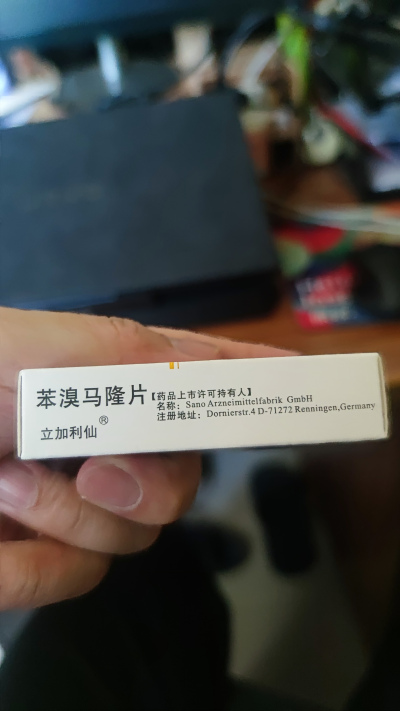 苯溴马隆片
立加利仙®
【药品上市许可持有人】
名称：Sano Arzneimittelfabrik GmbH
注册地址：Dornierstr.4 D-71272 Renningen,Germany